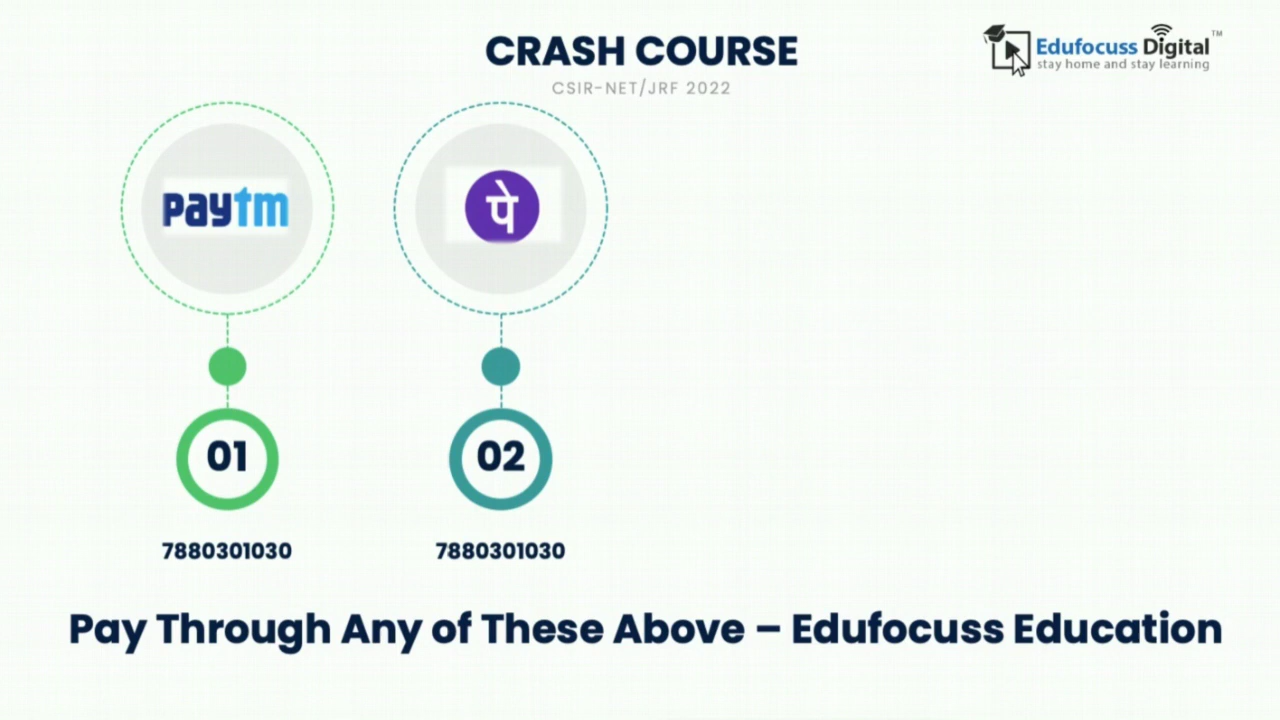 CRASH COURSE
CSIR-NET/JRF 2022
Edufocuss Digital™
stay home and stay learning
paytm
पे
01
02
7880301030
7880301030
Pay Through Any of These Above – Edufocuss Education